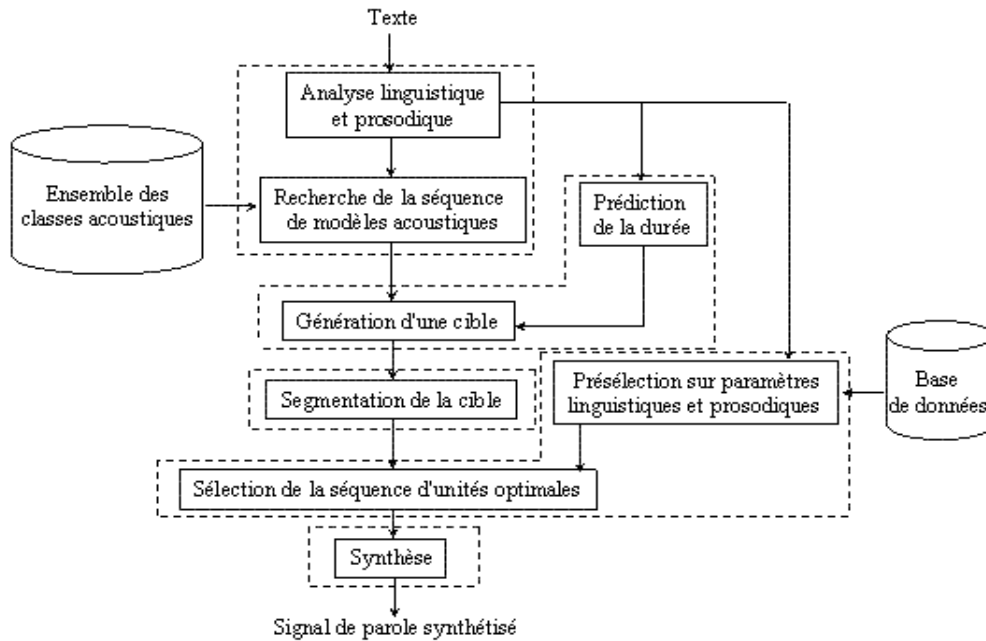 Texte
Analyse linguistique
et prosodique
Ensemble des
classes acoustiques
Recherche de la séquence
de modèles acoustiques
Prédiction
de la durée
Génération d'une cible
Segmentation de la cible
Présélection sur paramètres
linguistiques et prosodiques
Base
de données
Sélection de la séquence d'unités optimales
Synthèse
Signal de parole synthétisé